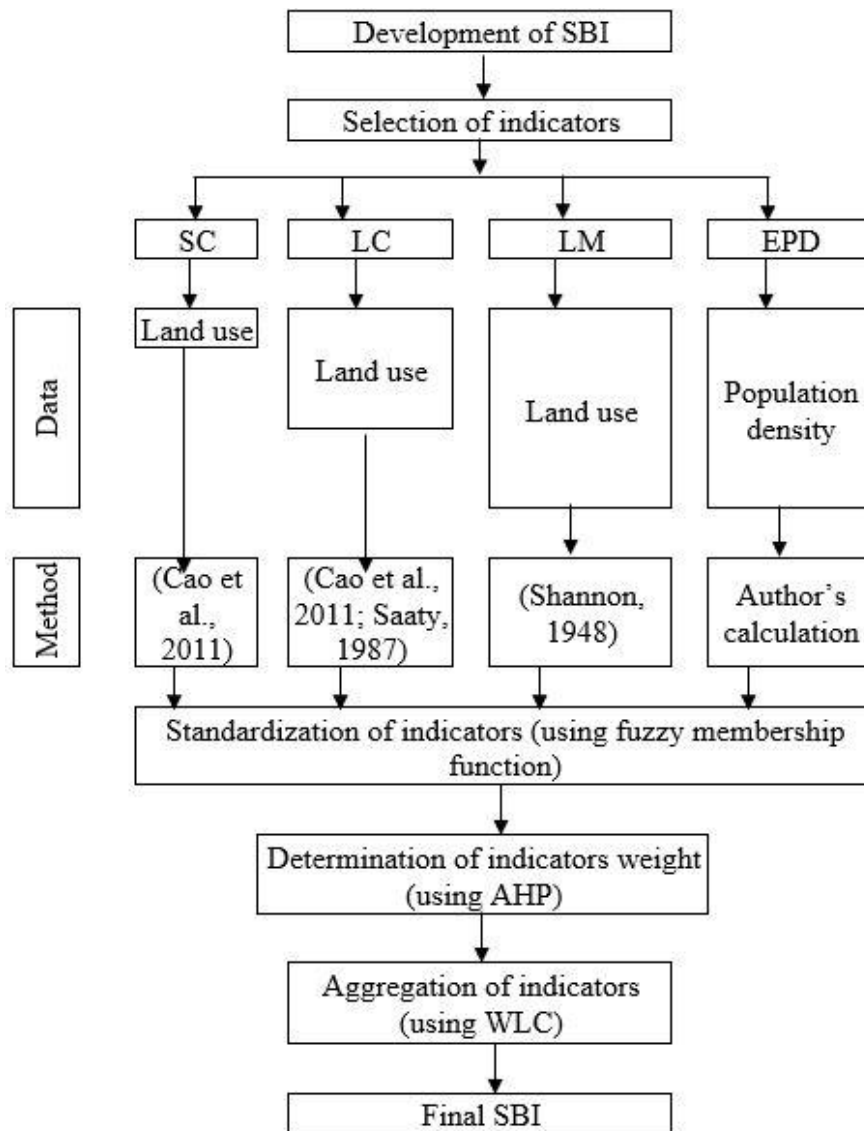 Development of SBI
Selection of indicators
SC
LC
LM
EPD
Data
Land use
Land use
Land use
Population
density
Method
(Cao et
al.,
2011)
(Cao et al.,
2011; Saaty,
1987)
(Shannon,
1948)
Author's
calculation
Standardization of indicators (using fuzzy membership
function)
Determination of indicators weight
(using AHP)
Aggregation of indicators
(using WLC)
Final SBI